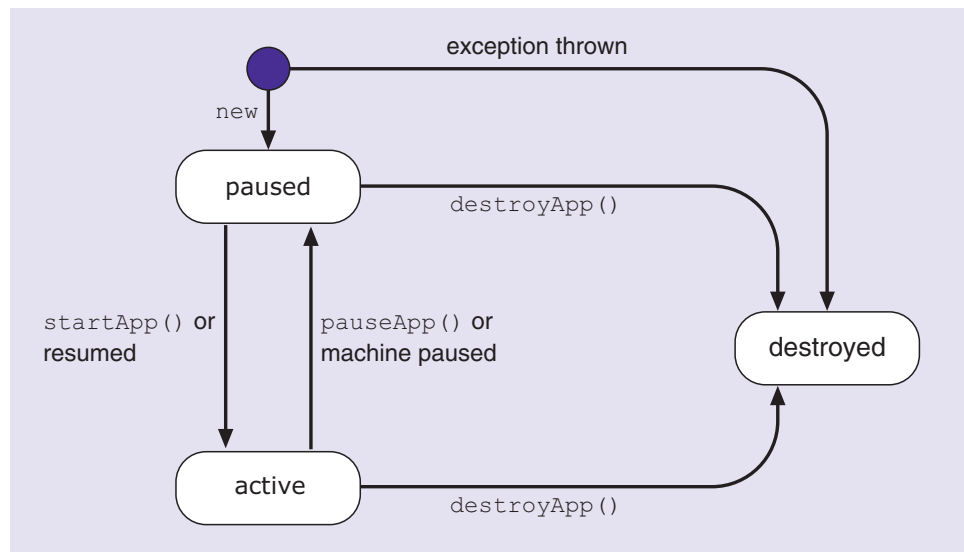 exception thrown
new
paused
destroyApp()
startApp() or
resumed
pauseApp() or
machine paused
destroyed
active
destroyApp()